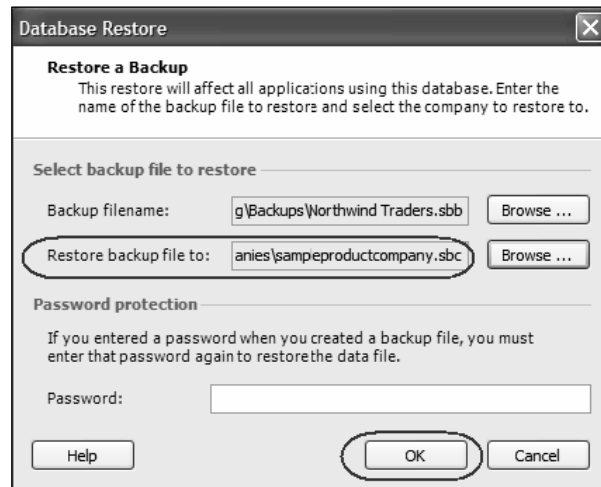 Database Restore
Restore a Backup
This restore will affect all applications using this database. Enter the
name of the backup file to restore and select the company to restore to.
Select backup file to restore
Backup filename: g\Backups\Northwind Traders.sbb Browse ...
Restore backup file to: anies\sampleproductcompany.sbc Browse ...
Password protection
If you entered a password when you created a backup file, you must
enter that password again to restore the data file.
Password:
Help OK Cancel